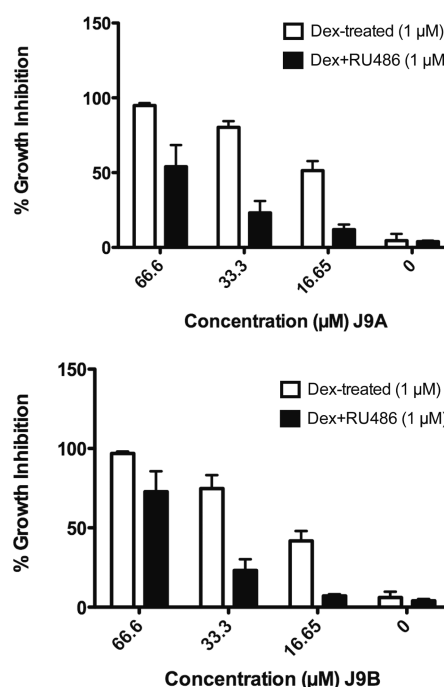 150
Dex-treated (1 µM)
Dex+RU486 (1 µM
100
% Growth Inhibition
50
0
66.6 33.3 16.65 0
Concentration (µM) J9A
150
Dex-treated (1 µM)
Dex+RU486 (1 µM)
100
% Growth Inhibition
50
0
66.6 33.3 16.65 0
Concentration (µM) J9B